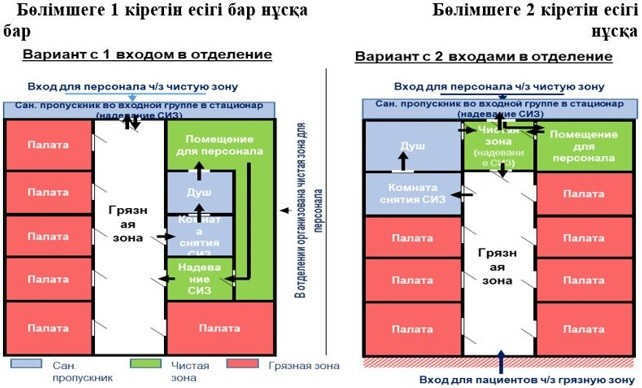 Бөлімшеге 1 кіретін есігі бар нұсқа
бар
Бөлімшеге 2 кіретін есігі
нұсқа
Вариант с 1 входом в отделение
Вход для персонала ч/з чистую зону
Сан. пропускник во входной группе в стационар
(надевание СИЗ)
Палата
Палата
Палата
Палата
Палата
Грязн
ая
зона
Помещение
для персонала
Душ
Комнат
а
снятия СИЗ
Надева
ние
СИЗ
Палата
В отделении организована чистая зона для
персонала
Вариант с 2 входами в отделение
Вход для персонала ч/з чистую зону
Сан. пропускник во входной группе в стационар
(надевание СИЗ)
Душ
Чистая
зона
(надевани
е СИЗ)
Помещение
для
персонала
Комната
снятия СИЗ
Палата
Палата
Палата
Палата
Грязн
ая
зона
Палата
Палата
Палата
Вход для пациентов ч/з грязную зону
Сан.
пропускник
Чистая
зона
Грязная зона